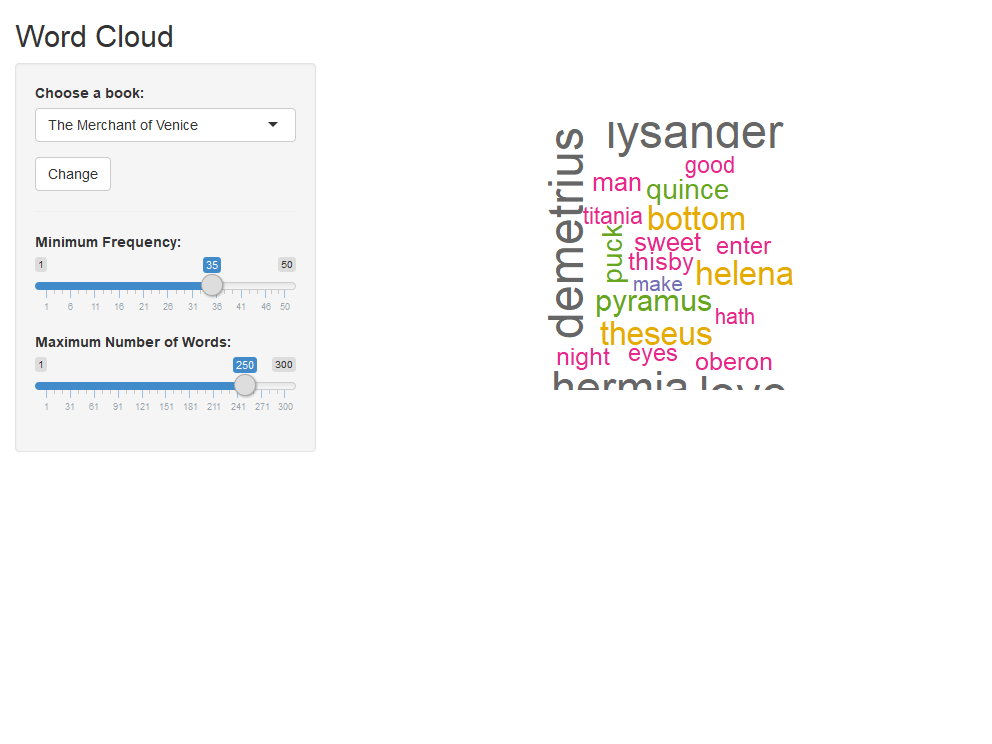 Word Cloud
Choose a book:
The Merchant of Venice
Change
Minimum Frequency:
1 35 50
1 6 11 16 21 26 31 36 41 46 50
Maximum Number of Words:
1 250 300
1 31 61 91 121 151 181 211 241 271 300
lysander
demetrius
good
man
quince
titania
bottom
puck
sweet
enter
thisby
helena
make
pyramus
hath
theseus
night
eyes
oberon
hermia
love